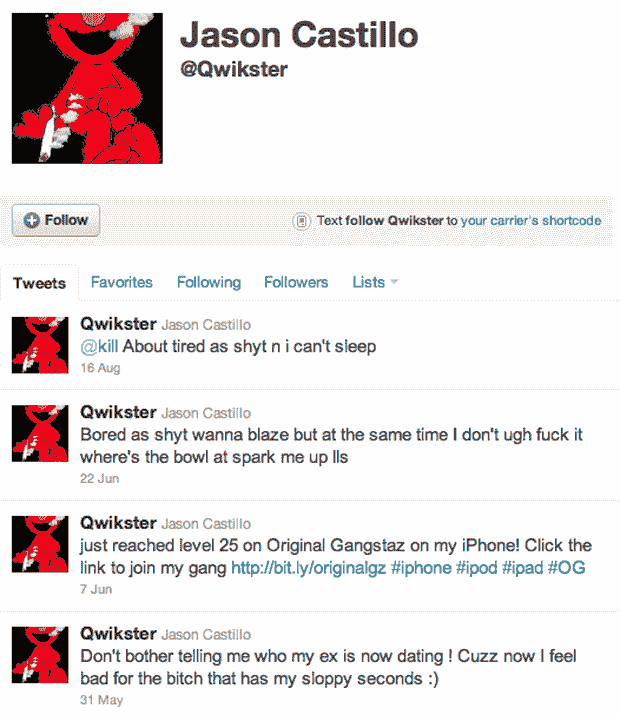 Jason Castillo
@Qwikster
Follow
Text follow Qwikster to your carrier's shortcode
Tweets Favorites Following Followers Lists
Qwikster Jason Castillo
@kill About tired as shyt n i can't sleep
16 Aug
Qwikster Jason Castillo
Bored as shyt wanna blaze but at the same time I don't ugh fuck it
where's the bowl at spark me up lls
22 Jun
Qwikster Jason Castillo
just reached level 25 on Original Gangstaz on my iPhone! Click the
link to join my gang http://bit.ly/originalgz #iphone #ipod #ipad #OG
7 Jun
Qwikster Jason Castillo
Don't bother telling me who my ex is now dating ! Cuzz now I feel
bad for the bitch that has my sloppy seconds :)
31 May